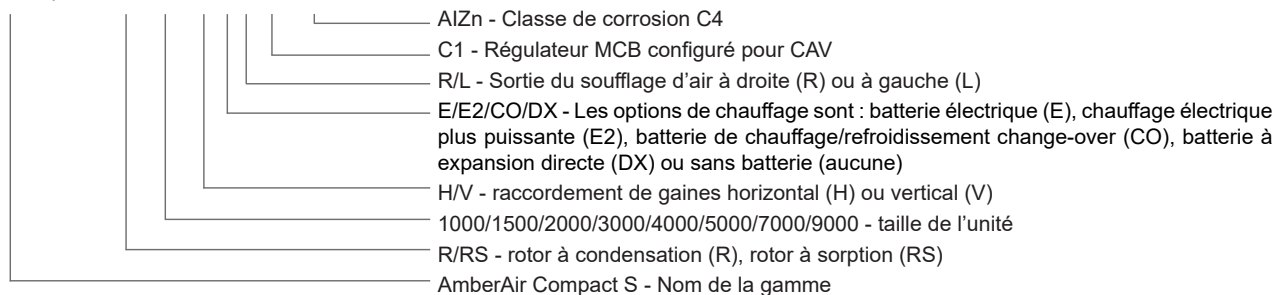 AlZn - Classe de corrosion C4
C1 - Régulateur MCB configuré pour CAV
R/L - Sortie du soufflage d’air à droite (R) ou à gauche (L)
E/E2/CO/DX - Les options de chauffage sont : batterie électrique (E), chauffage électrique
plus puissante (E2), batterie de chauffage/refroidissement change-over (CO), batterie à
expansion directe (DX) ou sans batterie (aucune)
H/V - raccordement de gaines horizontal (H) ou vertical (V)
1000/1500/2000/3000/4000/5000/7000/9000 - taille de l’unité
R/RS - rotor à condensation (R), rotor à sorption (RS)
AmberAir Compact S - Nom de la gamme